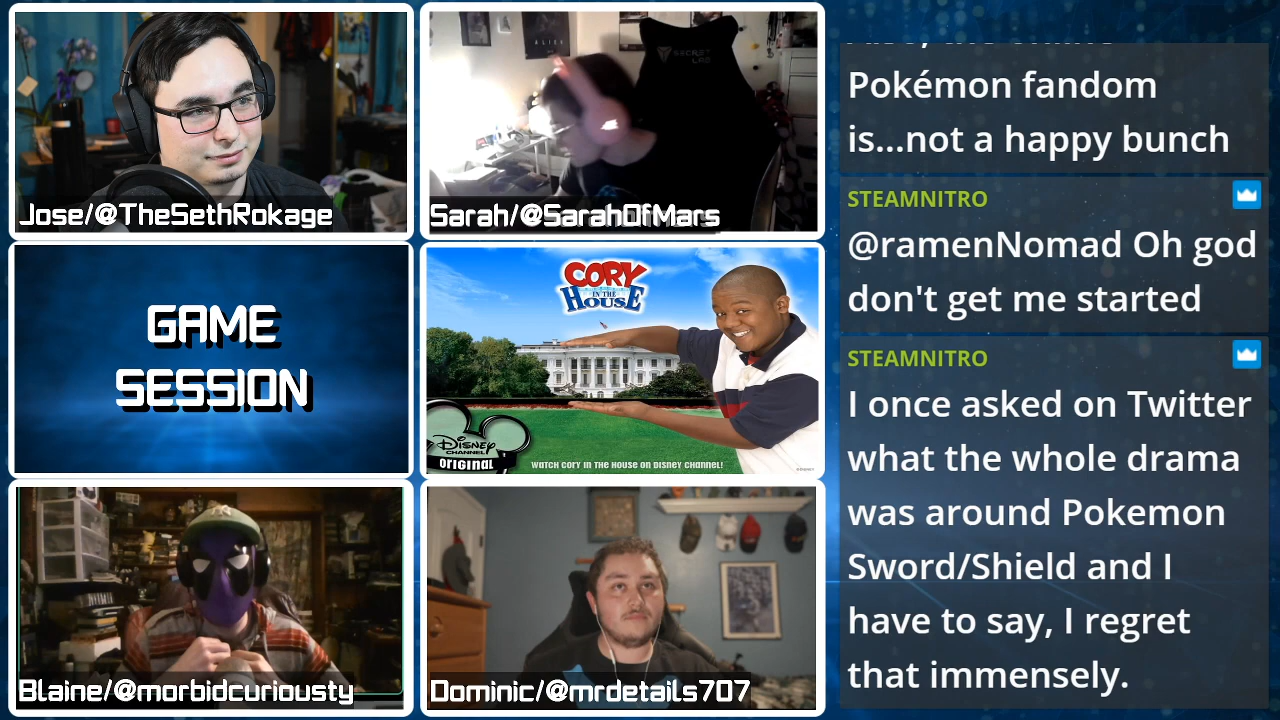 Jose/@TheSethRokage
ALIEN
SECRET
LAB
Sarah/@SarahOfMars
GAME
SESSION
CORY
IN THE
HOUSE
Disney
CHANNEL
ORIGINAL
WATCH CORY IN THE HOUSE ON DISNEY CHANNEL!
Blaine/@morbidcuriousty
Dominic/@mrdetails707
Pokémon fandom
is...not a happy bunch
STEAMNITRO
@ramenNomad Oh god
don't get me started
STEAMNITRO
I once asked on Twitter
what the whole drama
was around Pokemon
Sword/Shield and I
have to say, I regret
that immensely.